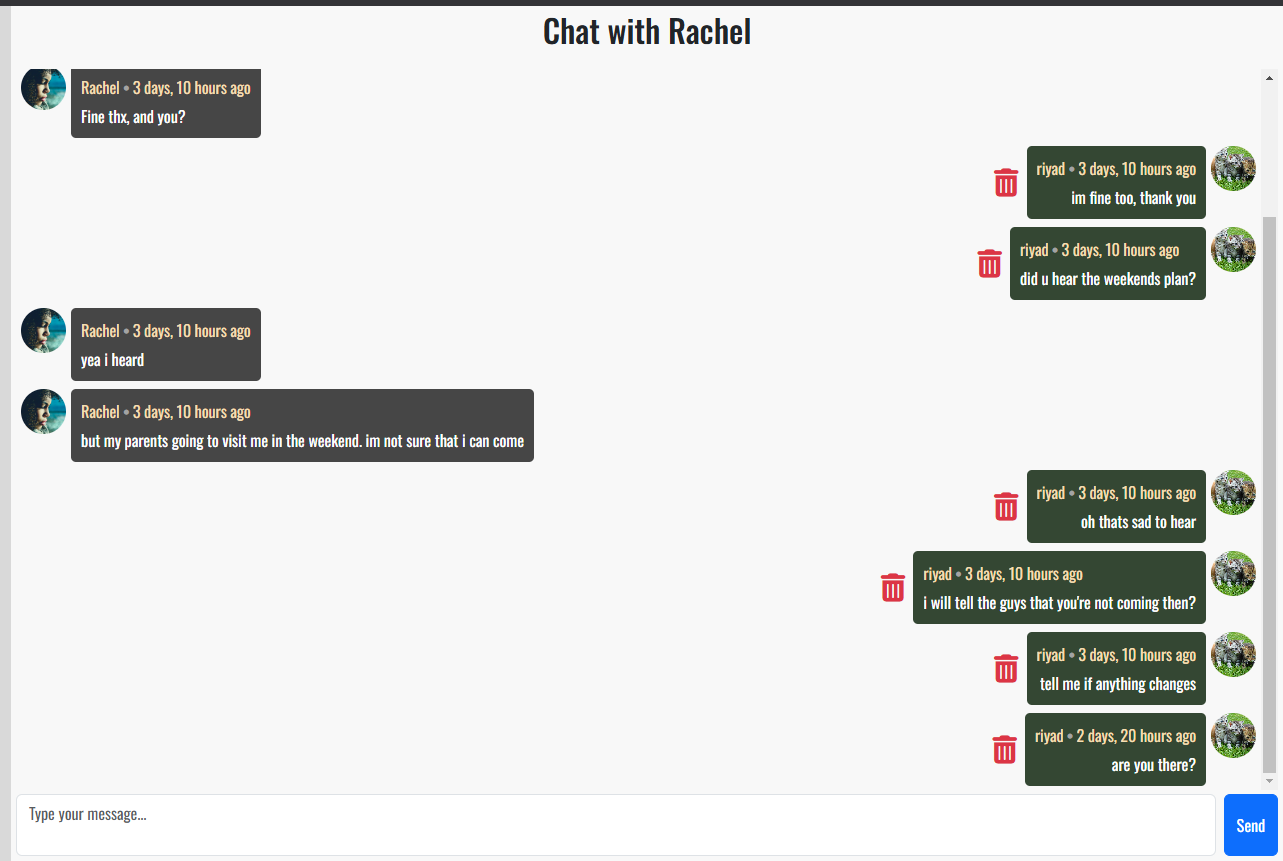 Chat with Rachel
Rachel • 3 days, 10 hours ago
Fine thx, and you?
riyad • 3 days, 10 hours ago
im fine too, thank you
riyad • 3 days, 10 hours ago
did u hear the weekends plan?
Rachel • 3 days, 10 hours ago
yea i heard
Rachel • 3 days, 10 hours ago
but my parents going to visit me in the weekend. im not sure that i can come
riyad • 3 days, 10 hours ago
oh thats sad to hear
riyad • 3 days, 10 hours ago
i will tell the guys that you're not coming then?
riyad • 3 days, 10 hours ago
tell me if anything changes
riyad • 2 days, 20 hours ago
are you there?
Type your message...
Send